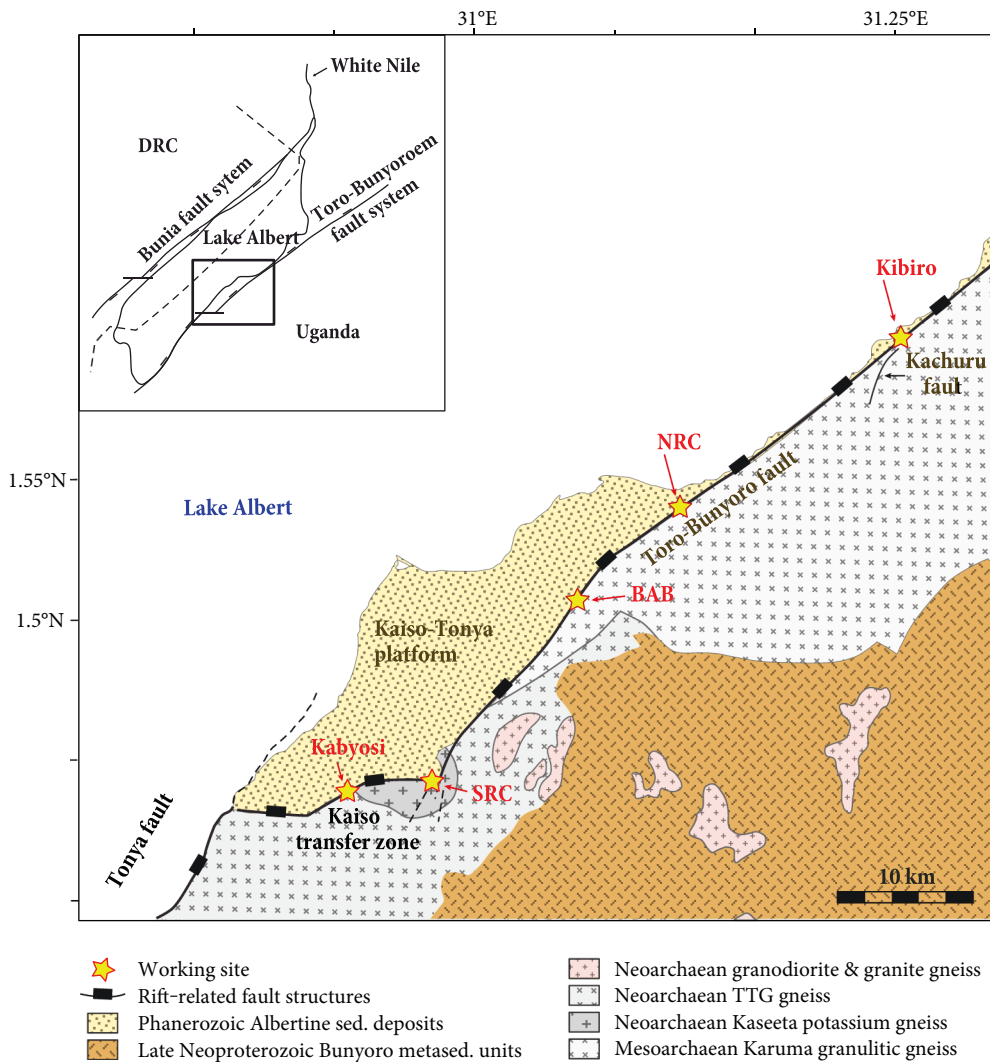 31°E
31.25°E
White Nile
DRC
Bunia fault sytem
Toro-Bunyoroem
fault system
Lake Albert
Uganda
Kibiro
Kachuru
fault
NRC
1.55°N
Toro-Bunyoro fault
Lake Albert
BAB
1.5°N
Kaiso-Tonya
platform
Kabyosi
SRC
Kaiso
transfer zone
Tonya fault
10 km
Working site
Rift-related fault structures
Phanerozoic Albertine sed. deposits
Late Neoproterozoic Bunyoro metased. units
Neoarchaean granodiorite & granite gneiss
Neoarchaean TTG gneiss
Neoarchaean Kaseeta potassium gneiss
Mesoarchaean Karuma granulitic gneiss